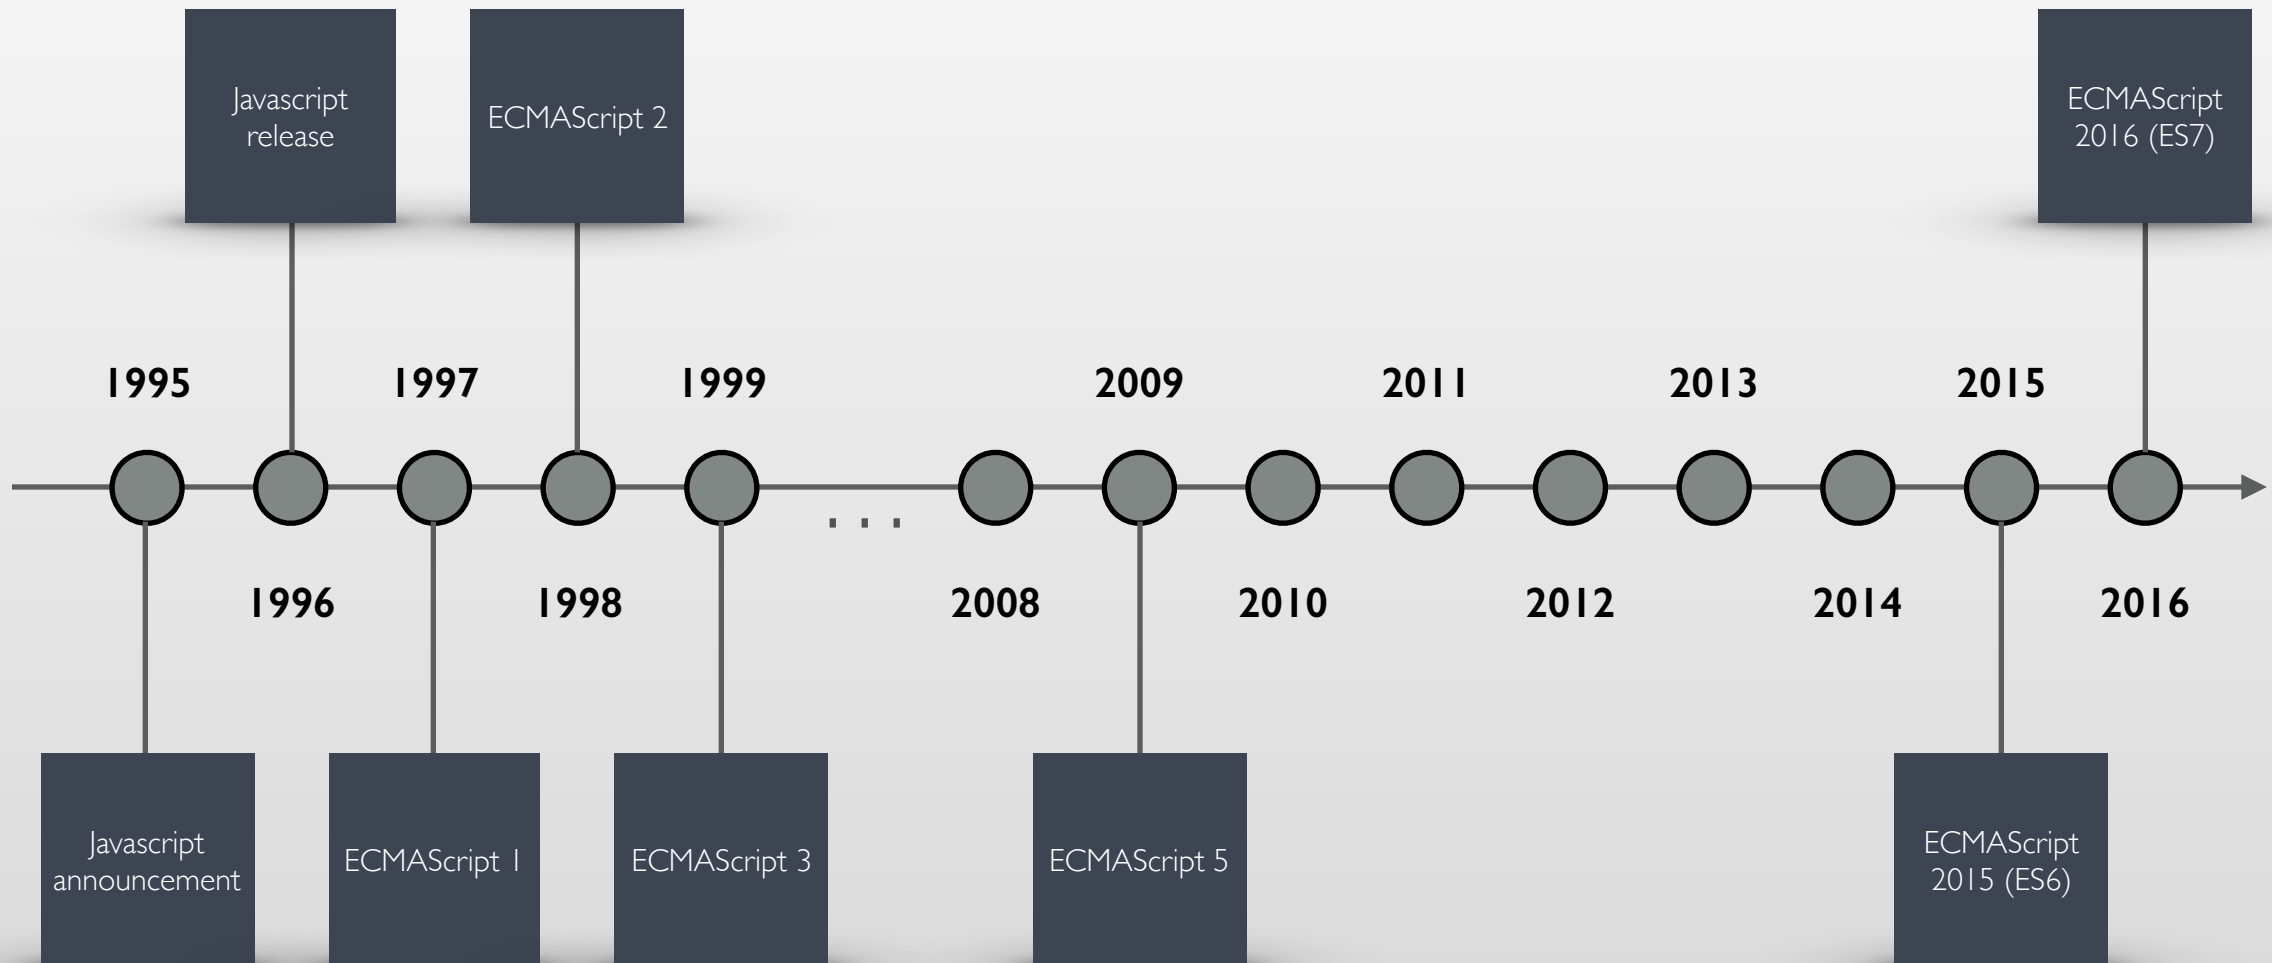 Javascript
release
ECMAScript 2
ECMAScript
2016 (ES7)
1995
1997
1999
2009
2011
2013
2015
. . .
1996
1998
2008
2010
2012
2014
2016
Javascript
announcement
ECMAScript 1
ECMAScript 3
ECMAScript 5
ECMAScript
2015 (ES6)